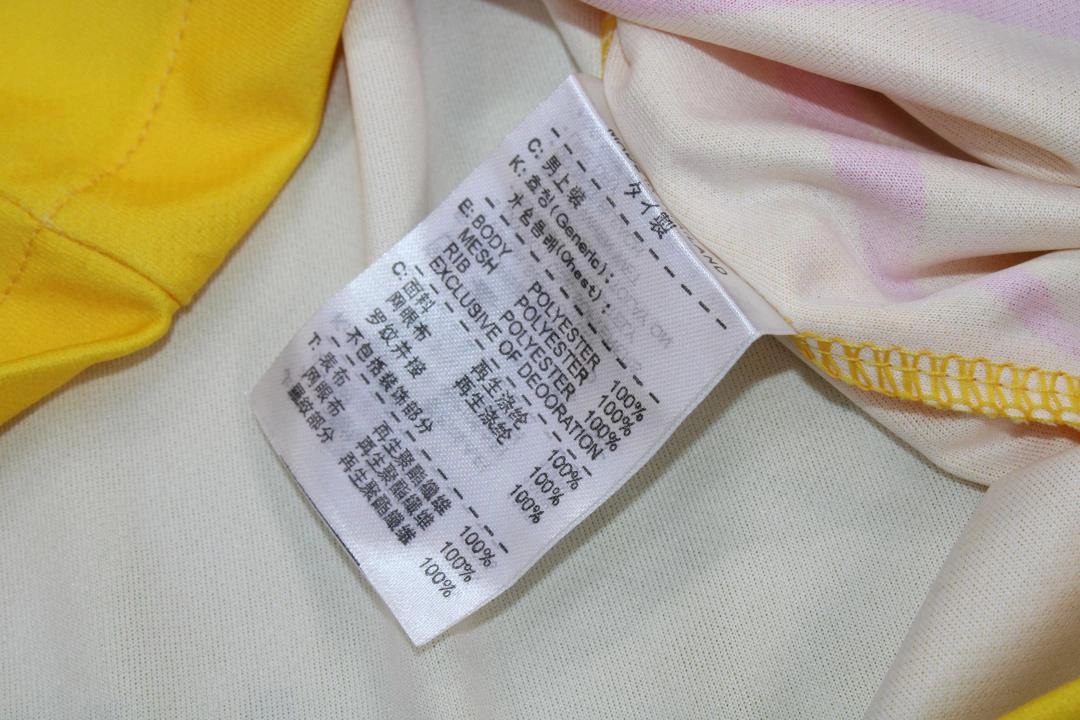 タイ製
C: 男上装
K: 호칭(Generic):
가슴둘레(Chest):
E: BODY POLYESTER 100%
MESH POLYESTER 100%
RIB POLYESTER 100%
EXCLUSIVE OF DECORATION
C: 面料 再生涤纶 100%
网眼布 再生涤纶 100%
罗纹并接 100%
不包括装饰部分
T: 表布 再生聚酯纖維 100%
网眼布 再生聚酯纖維 100%
羅紋部分 再生聚酯纖維 100%